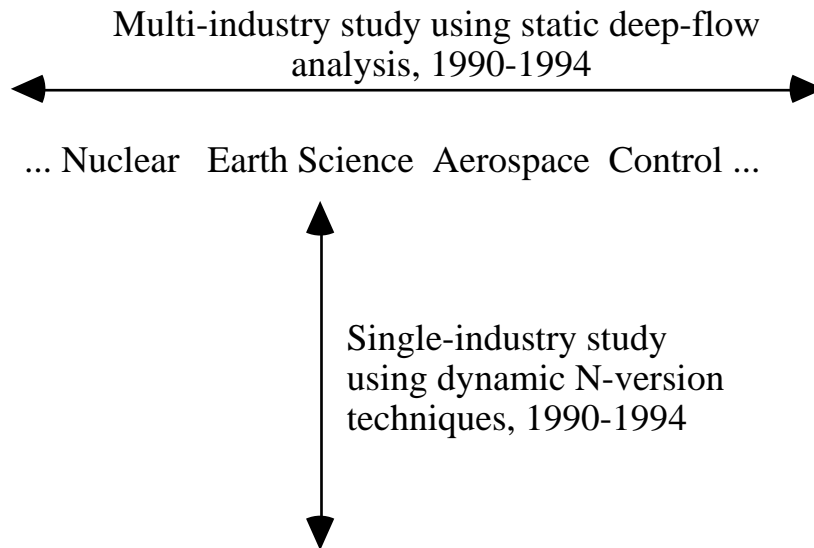 Multi-industry study using static deep-flow
analysis, 1990-1994
... Nuclear Earth Science Aerospace Control ...
Single-industry study
using dynamic N-version
techniques, 1990-1994